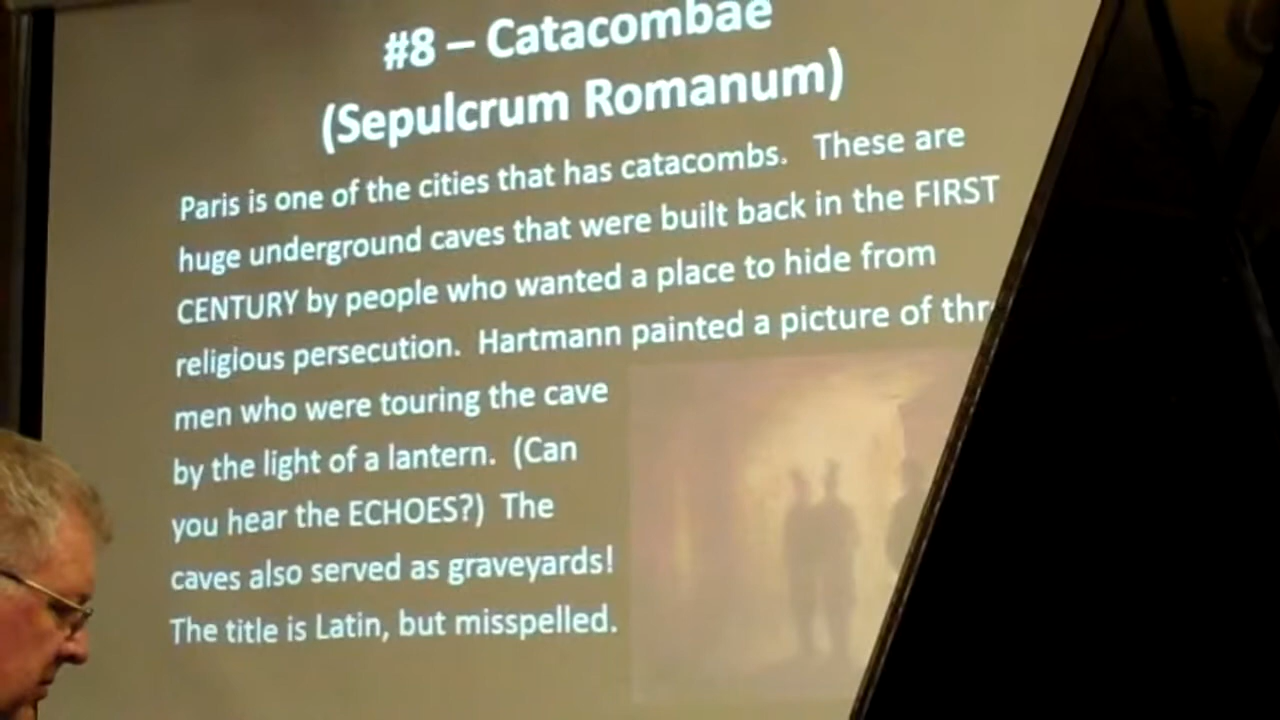 #8 – Catacombae
(Sepulcrum Romanum)
Paris is one of the cities that has catacombs. These are
huge underground caves that were built back in the FIRST
CENTURY by people who wanted a place to hide from
religious persecution. Hartmann painted a picture of
men who were touring the cave
by the light of a lantern. (Can
you hear the ECHOES?) The
caves also served as graveyards!
The title is Latin, but misspelled.